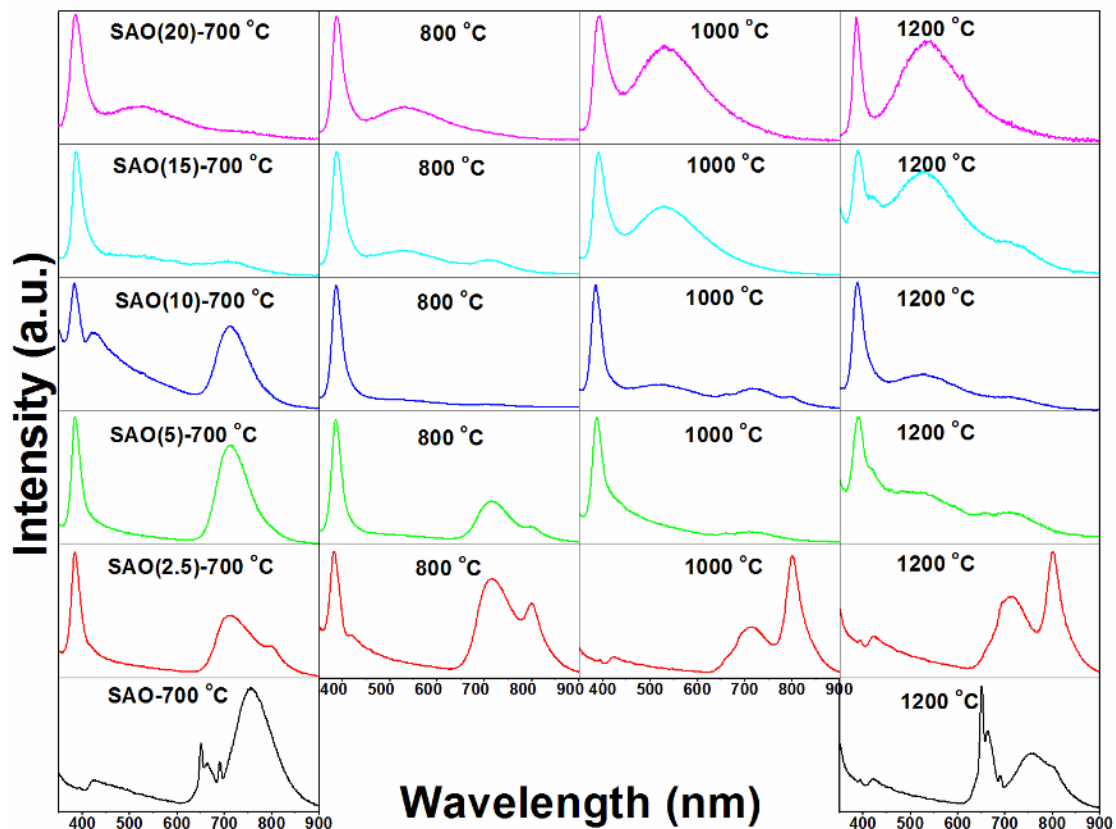 SAO(20)-700 °C 800 °C 1000 °C 1200 °C
SAO(15)-700 °C 800 °C 1000 °C 1200 °C
SAO(10)-700 °C 800 °C 1000 °C 1200 °C
SAO(5)-700 °C 800 °C 1000 °C 1200 °C
SAO(2.5)-700 °C 800 °C 1000 °C 1200 °C
400 500 600 700 800 900 400 500 600 700 800 900
SAO-700 °C 1200 °C
400 500 600 700 800 900 400 500 600 700 800 900
Intensity (a.u.)
Wavelength (nm)